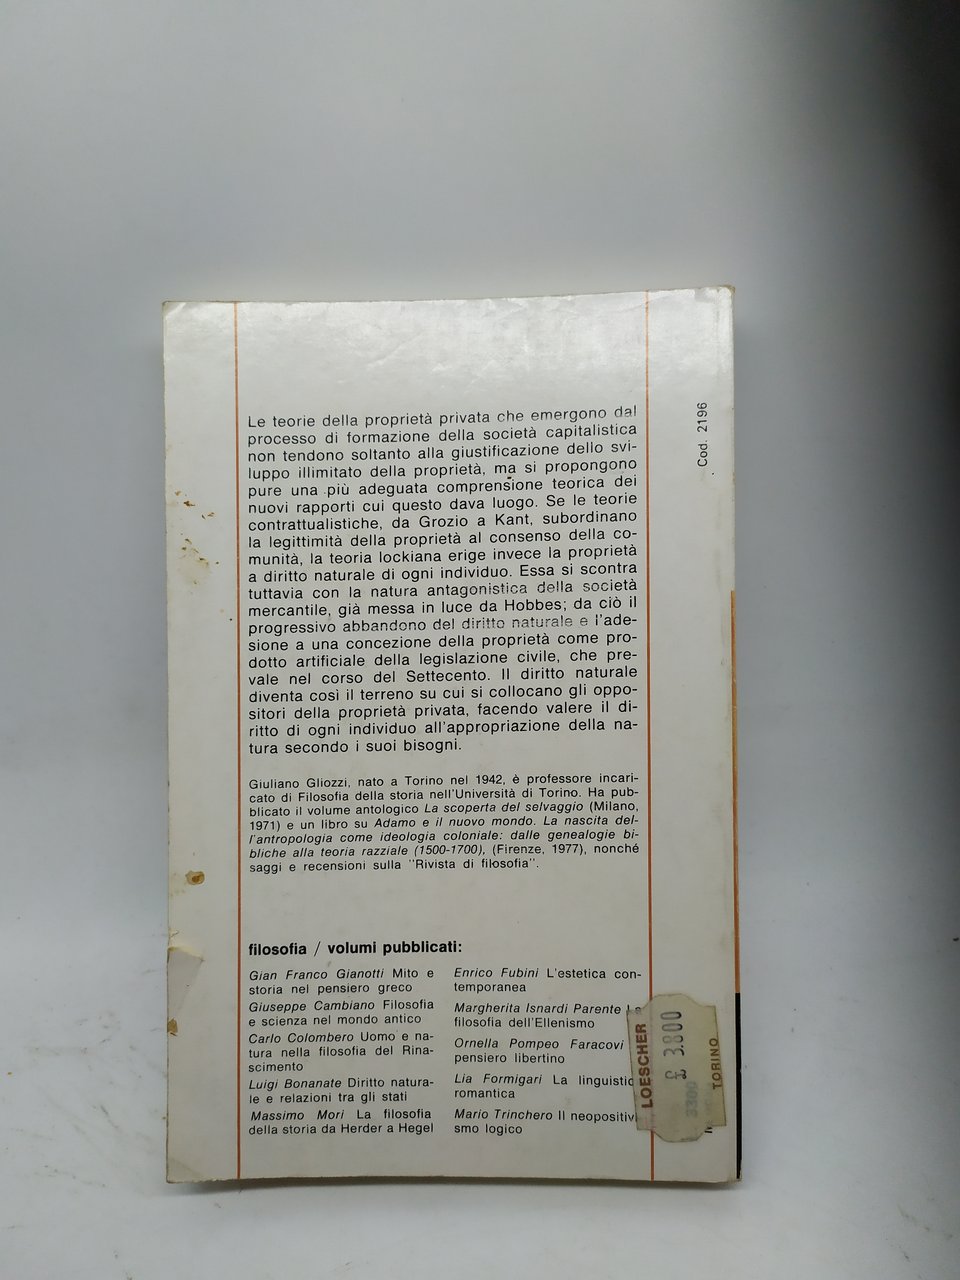 Le teorie della proprietà privata che emergono dal
processo di formazione della società capitalistica
non tendono soltanto alla giustificazione dello svi-
luppo illimitato della proprietà, ma si propongono
pure una più adeguata comprensione teorica dei
nuovi rapporti cui questo dava luogo. Se le teorie
contrattualistiche, da Grozio a Kant, subordinano
la legittimità della proprietà al consenso della co-
munità, la teoria lockiana erige invece la proprietà
a diritto naturale di ogni individuo. Essa si scontra
tuttavia con la natura antagonistica della società
mercantile, già messa in luce da Hobbes; da ciò il
progressivo abbandono del diritto naturale e l'ade-
sione a una concezione della proprietà come pro-
dotto artificiale della legislazione civile, che pre-
vale nel corso del Settecento. Il diritto naturale
diventa così il terreno su cui si collocano gli oppo-
sitori della proprietà privata, facendo valere il di-
ritto di ogni individuo all'appropriazione della na-
tura secondo i suoi bisogni.
Giuliano Gliozzi, nato a Torino nel 1942, è professore incari-
cato di Filosofia della storia nell'Università di Torino. Ha pub-
blicato il volume antologico La scoperta del selvaggio (Milano,
1971) e un libro su Adamo e il nuovo mondo. La nascita del-
l'antropologia come ideologia coloniale: dalle genealogie bi-
bliche alla teoria razziale (1500-1700), (Firenze, 1977), nonché
saggi e recensioni sulla "Rivista di filosofia".
filosofia / volumi pubblicati:
Gian Franco Gianotti Mito e
storia nel pensiero greco
Giuseppe Cambiano Filosofia
e scienza nel mondo antico
Carlo Colombero Uomo e na-
tura nella filosofia del Rina-
scimento
Luigi Bonanate Diritto natura-
le e relazioni tra gli stati
Massimo Mori La filosofia
della storia da Herder a Hegel
Enrico Fubini L'estetica con-
temporanea
Margherita Isnardi Parente
filosofia dell'Ellenismo
Ornella Pompeo Faracovi
pensiero libertino
Lia Formigari La linguistic
romantica
Mario Trinchero Il neopositivi
smo logico
Cod. 2196
LOESCHER
£ 3.800
3300
TORINO